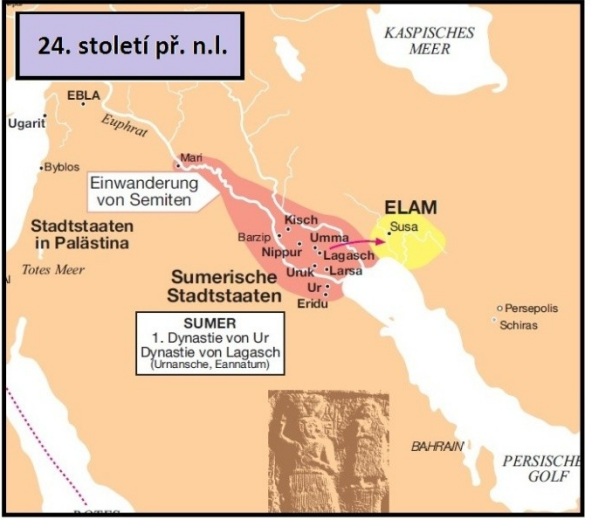 24. století př. n.l.
KASPISCHES
MEER
EBLA
Ugarit
Euphrat
Byblos
Mari
Einwanderung
von Semiten
ELAM
Susa
Kisch
Barzip
Umma
Nippur
Lagasch
Stadtstaaten
in Palästina
Totes Meer
Uruk
Larsa
Sumerische
Stadtstaaten
Ur
Eridu
SUMER
1. Dynastie von Ur
Dynastie von Lagasch
(Urnansche, Eannatum)
Persepolis
Schiras
BAHRAIN
PERSISCHE
GOLF